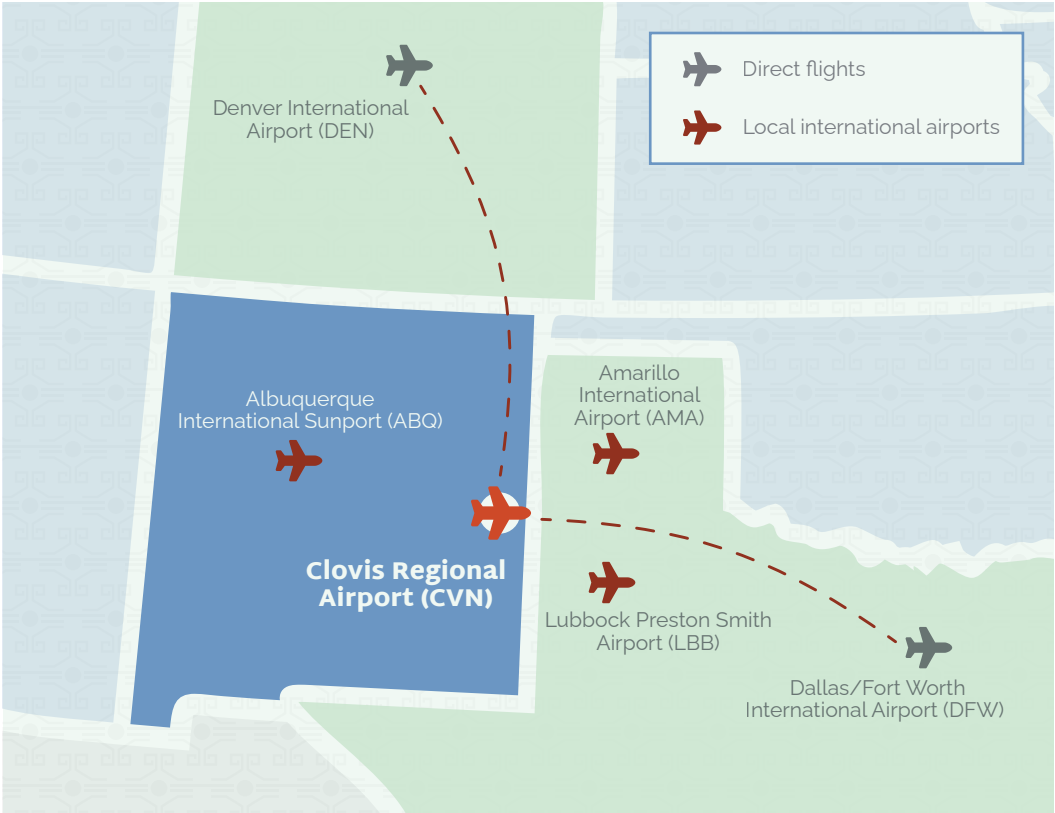 Direct flights
Local international airports
Denver International
Airport (DEN)
Albuquerque
International Sunport (ABQ)
Amarillo
International
Airport (AMA)
Clovis Regional
Airport (CVN)
Lubbock Preston Smith
Airport (LBB)
Dallas/Fort Worth
International Airport (DFW)